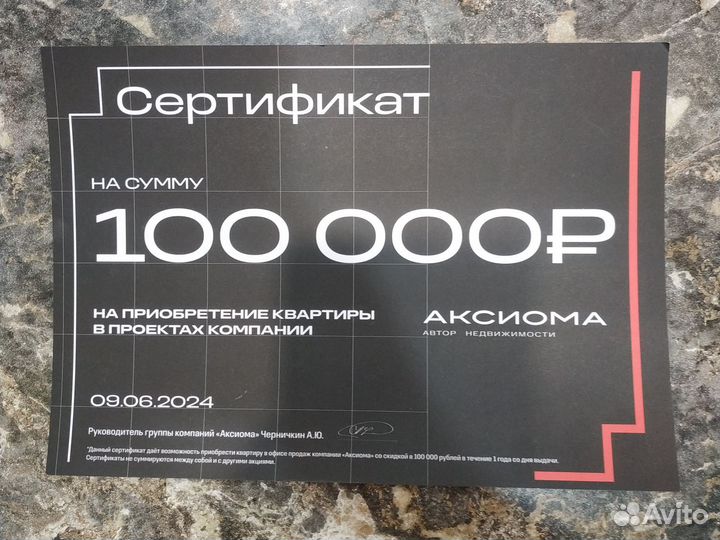 Сертификат
НА СУММУ
100 000₽
НА ПРИОБРЕТЕНИЕ КВАРТИРЫ
В ПРОЕКТАХ КОМПАНИИ
АКСИОМА
АВТОР НЕДВИЖИМОСТИ
09.06.2024
Руководитель группы компаний «Аксиома» Черничкин А.Ю.
*Данный сертификат даёт возможность приобрести квартиру в офисе продаж компании «Аксиома» со скидкой в 100 000 рублей в течение 1 года со дня выдачи.
Сертификаты не суммируются между собой и с другими акциями.
Avito